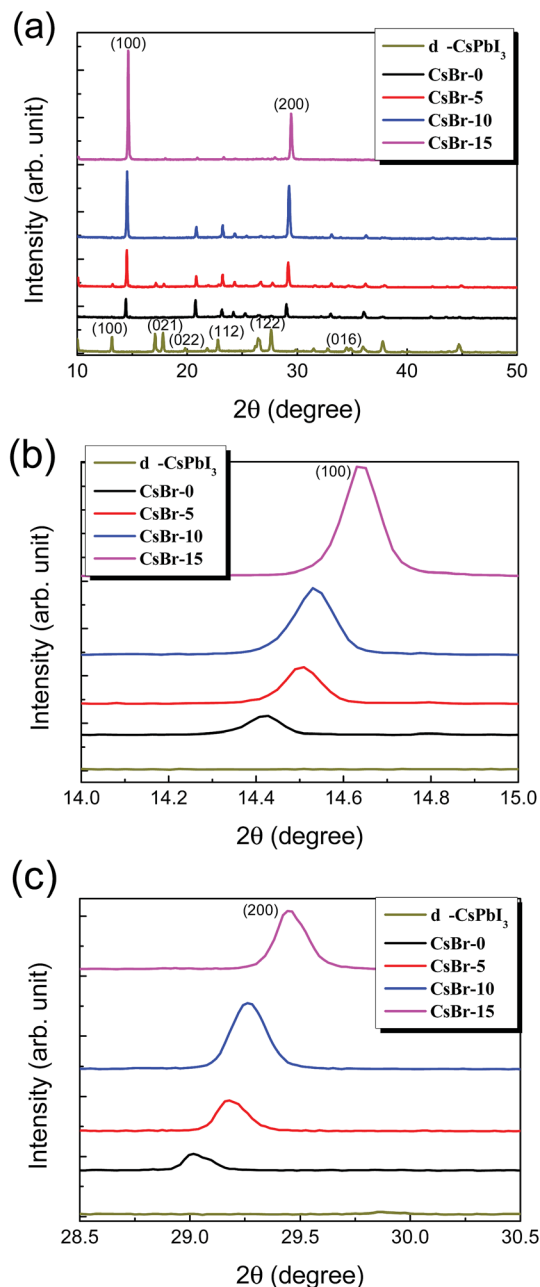 (a)
(100)
(200)
d -CsPbI3
CsBr-0
CsBr-5
CsBr-10
CsBr-15
Intensity (arb. unit)
(100)
(021)
(022)
(112)
(122)
(016)
10 20 30 40 50
2θ (degree)
(b)
d -CsPbI3
CsBr-0
CsBr-5
CsBr-10
CsBr-15
(100)
Intensity (arb. unit)
14.0 14.2 14.4 14.6 14.8 15.0
2θ (degree)
(c)
(200)
d -CsPbI3
CsBr-0
CsBr-5
CsBr-10
CsBr-15
Intensity (arb. unit)
28.5 29.0 29.5 30.0 30.5
2θ (degree)